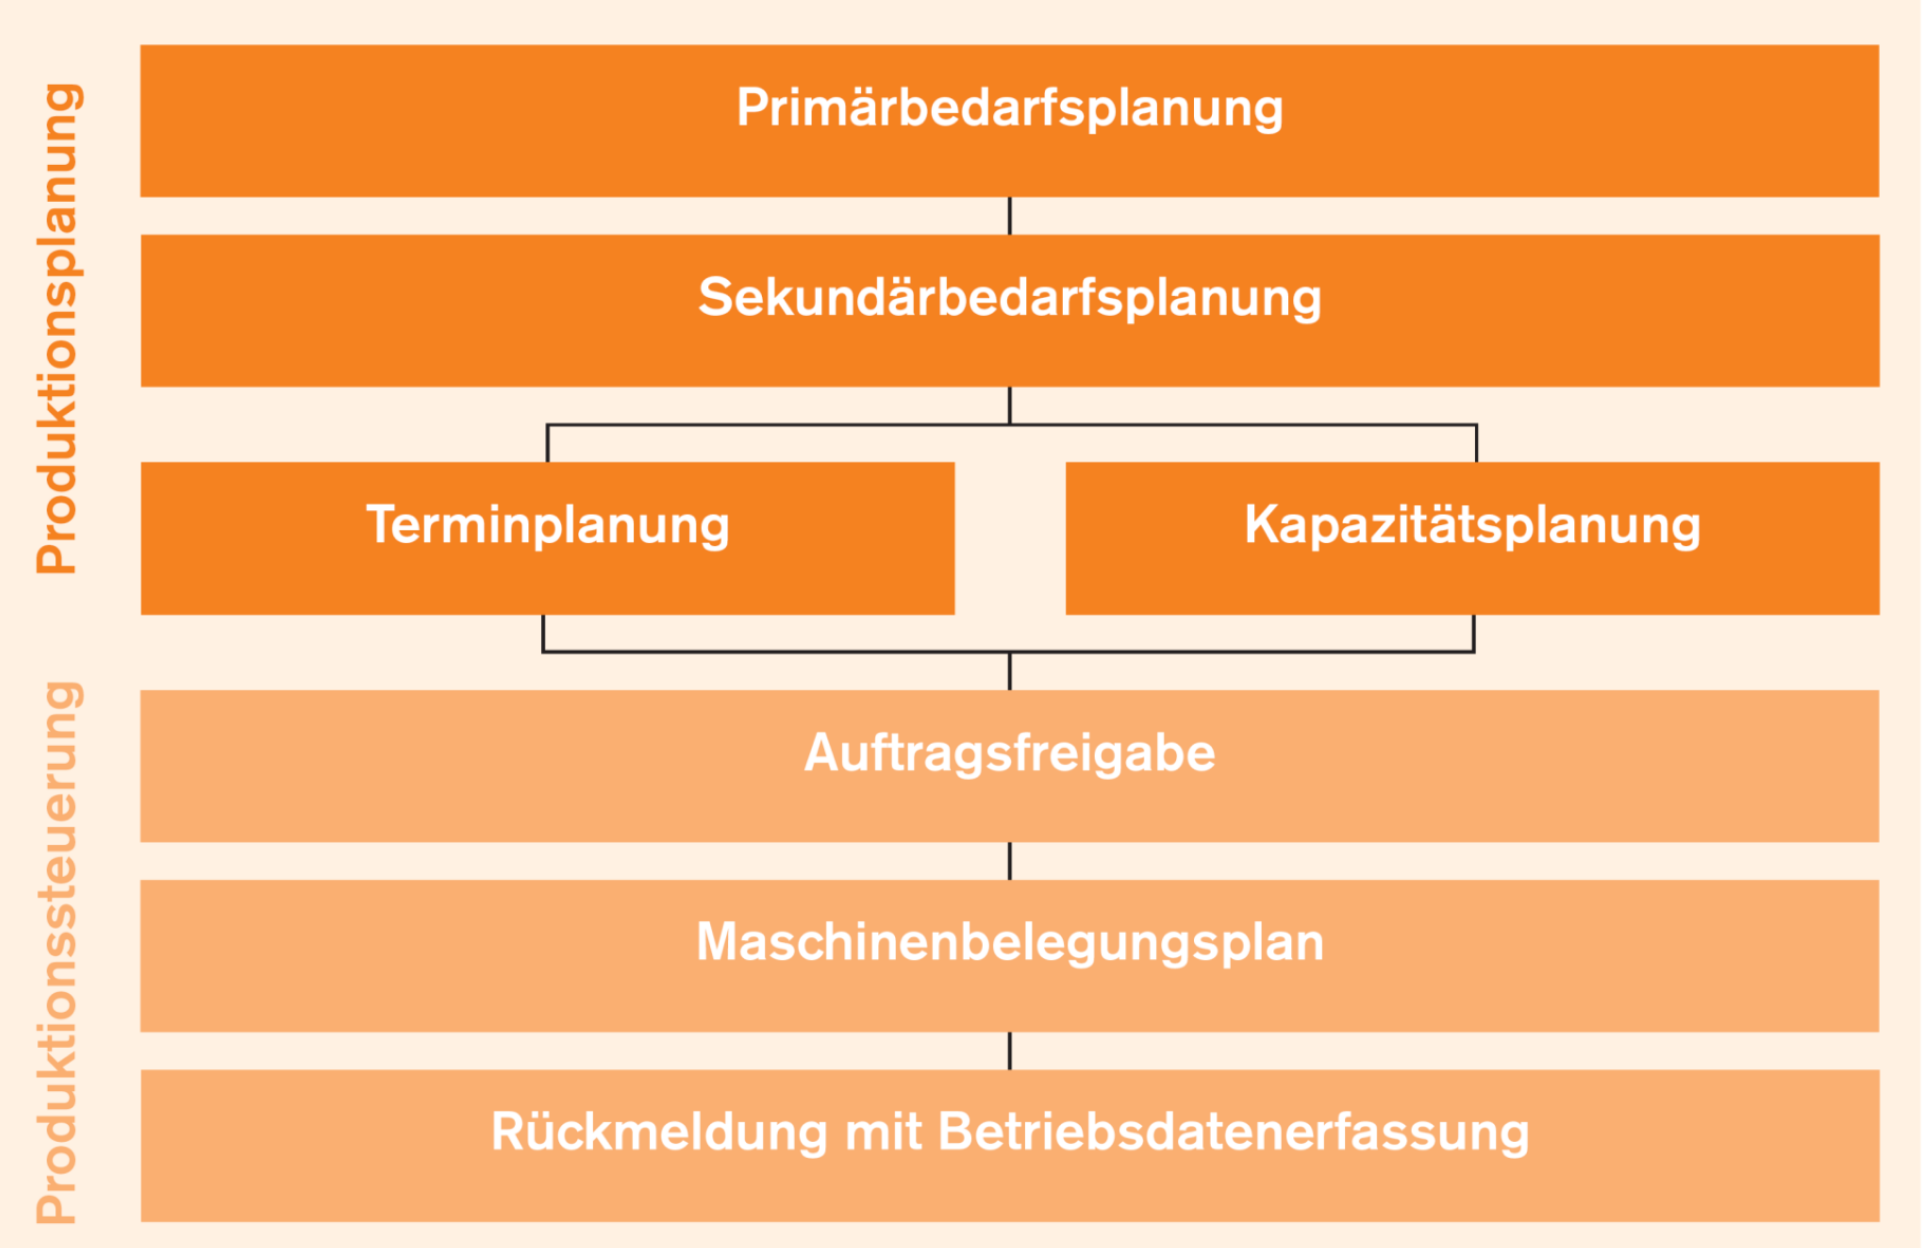 Produktionsplanung
Primärbedarfsplanung
Sekundärbedarfsplanung
Terminplanung
Kapazitätsplanung
Produktionssteuerung
Auftragsfreigabe
Maschinenbelegungsplan
Rückmeldung mit Betriebsdatenerfassung